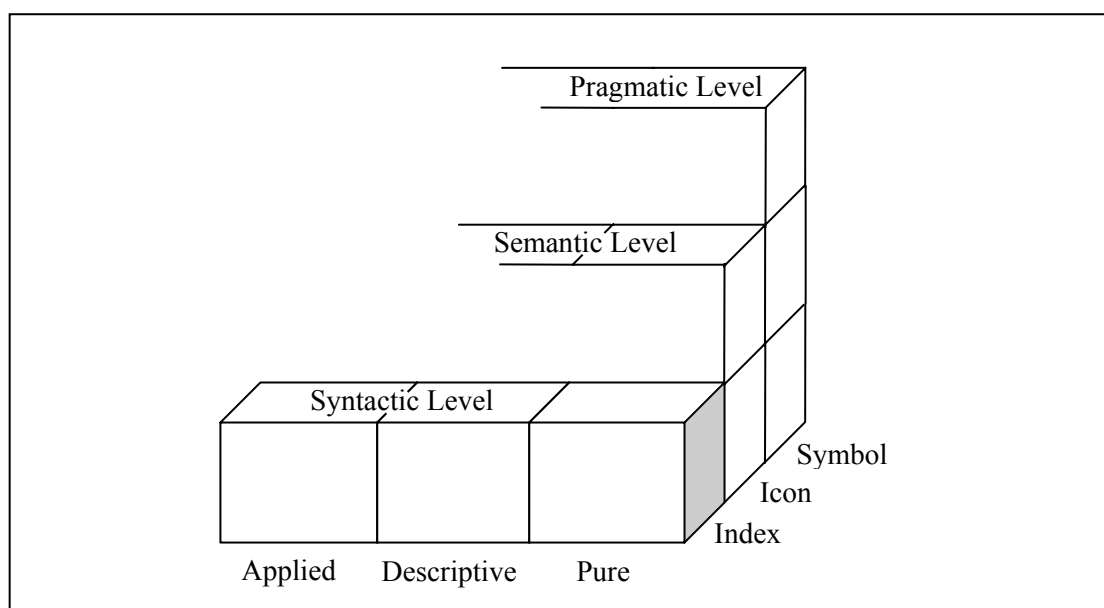 Pragmatic Level
Semantic Level
Syntactic Level
Symbol
Icon
Index
Applied Descriptive Pure